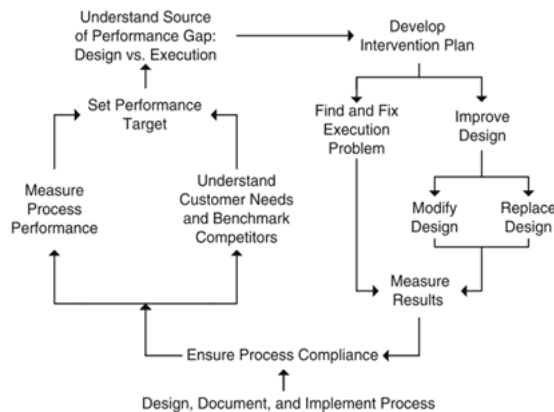 Understand Source
of Performance Gap:
Design vs. Execution
Develop
Intervention Plan
Set Performance
Target
Find and Fix
Execution
Problem
Improve
Design
Measure
Process
Performance
Understand
Customer Needs
and Benchmark
Competitors
Modify
Design
Replace
Design
Measure
Results
Ensure Process Compliance
Design, Document, and Implement Process